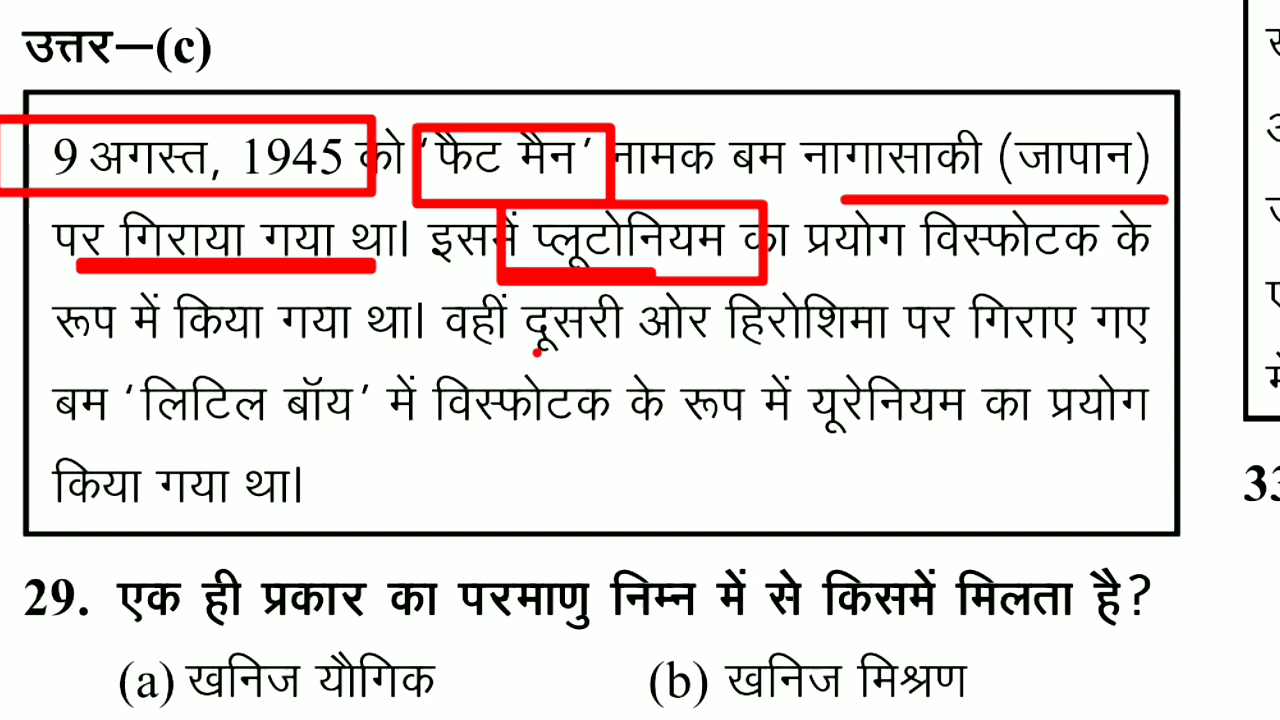 उत्तर–(c)
9 अगस्त, 1945 को ‘फैट मैन’ नामक बम नागासाकी (जापान)
पर गिराया गया था। इसमें प्लूटोनियम का प्रयोग विस्फोटक के
रूप में किया गया था। वहीं दूसरी ओर हिरोशिमा पर गिराए गए
बम ‘लिटिल बॉय’ में विस्फोटक के रूप में यूरेनियम का प्रयोग
किया गया था।
29. एक ही प्रकार का परमाणु निम्न में से किसमें मिलता है?
(a) खनिज यौगिक (b) खनिज मिश्रण